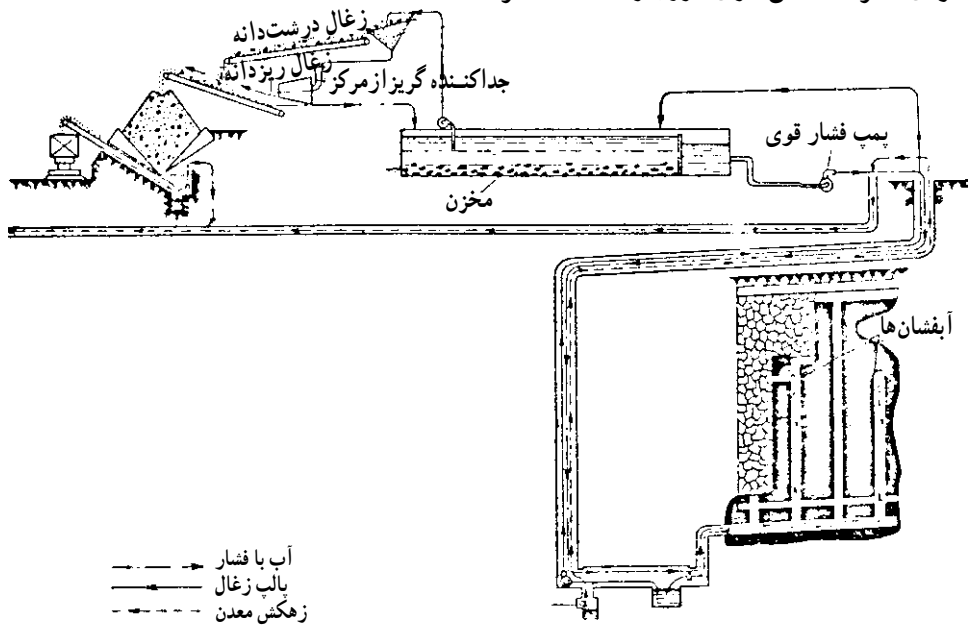 زغال درشت‌دانه
زغال ریزدانه
جداکننده گریز از مرکز
پمپ فشار قوی
مخزن
آبفشان‌ها
آب با فشار
پالپ زغال
زهکش معدن